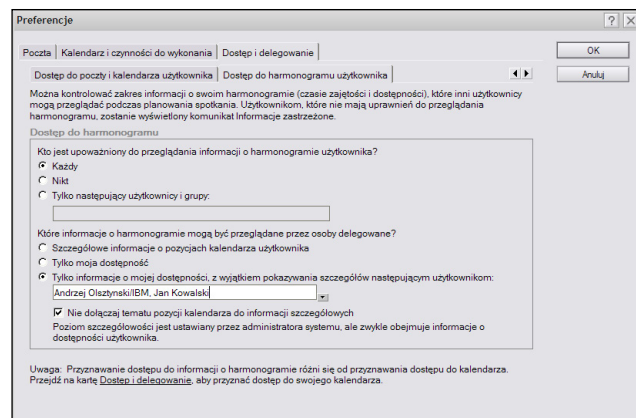 Preferencje
Poczta Kalendarz i czynności do wykonania Dostęp i delegowanie
OK
Dostęp do poczty i kalendarza użytkownika Dostęp do harmonogramu użytkownika
Anuluj
Można kontrolować zakres informacji o swoim harmonogramie (czasie zajętości i dostępności), które inni użytkownicy
mogą przeglądać podczas planowania spotkania. Użytkownikom, które nie mają uprawnień do przeglądania
harmonogramu, zostanie wyświetlony komunikat Informacje zastrzeżone.
Dostęp do harmonogramu
Kto jest upoważniony do przeglądania informacji o harmonogramie użytkownika?
Każdy
Nikt
Tylko następujący użytkownicy i grupy:
Które informacje o harmonogramie mogą być przeglądane przez osoby delegowane?
Szczegółowe informacje o pozycjach kalendarza użytkownika
Tylko moja dostępność
Tylko informacje o mojej dostępności, z wyjątkiem pokazywania szczegółów następującym użytkownikom:
Andrzej Olsztynski/IBM, Jan Kowalski
Nie dołączaj tematu pozycji kalendarza do informacji szczegółowych
Poziom szczegółowości jest ustawiany przez administratora systemu, ale zwykle obejmuje informacje o
dostępności użytkownika.
Uwaga: Przyznawanie dostępu do informacji o harmonogramie różni się od przyznawania dostępu do kalendarza.
Przejdź na kartę Dostęp i delegowanie, aby przyznać dostęp do swojego kalendarza.